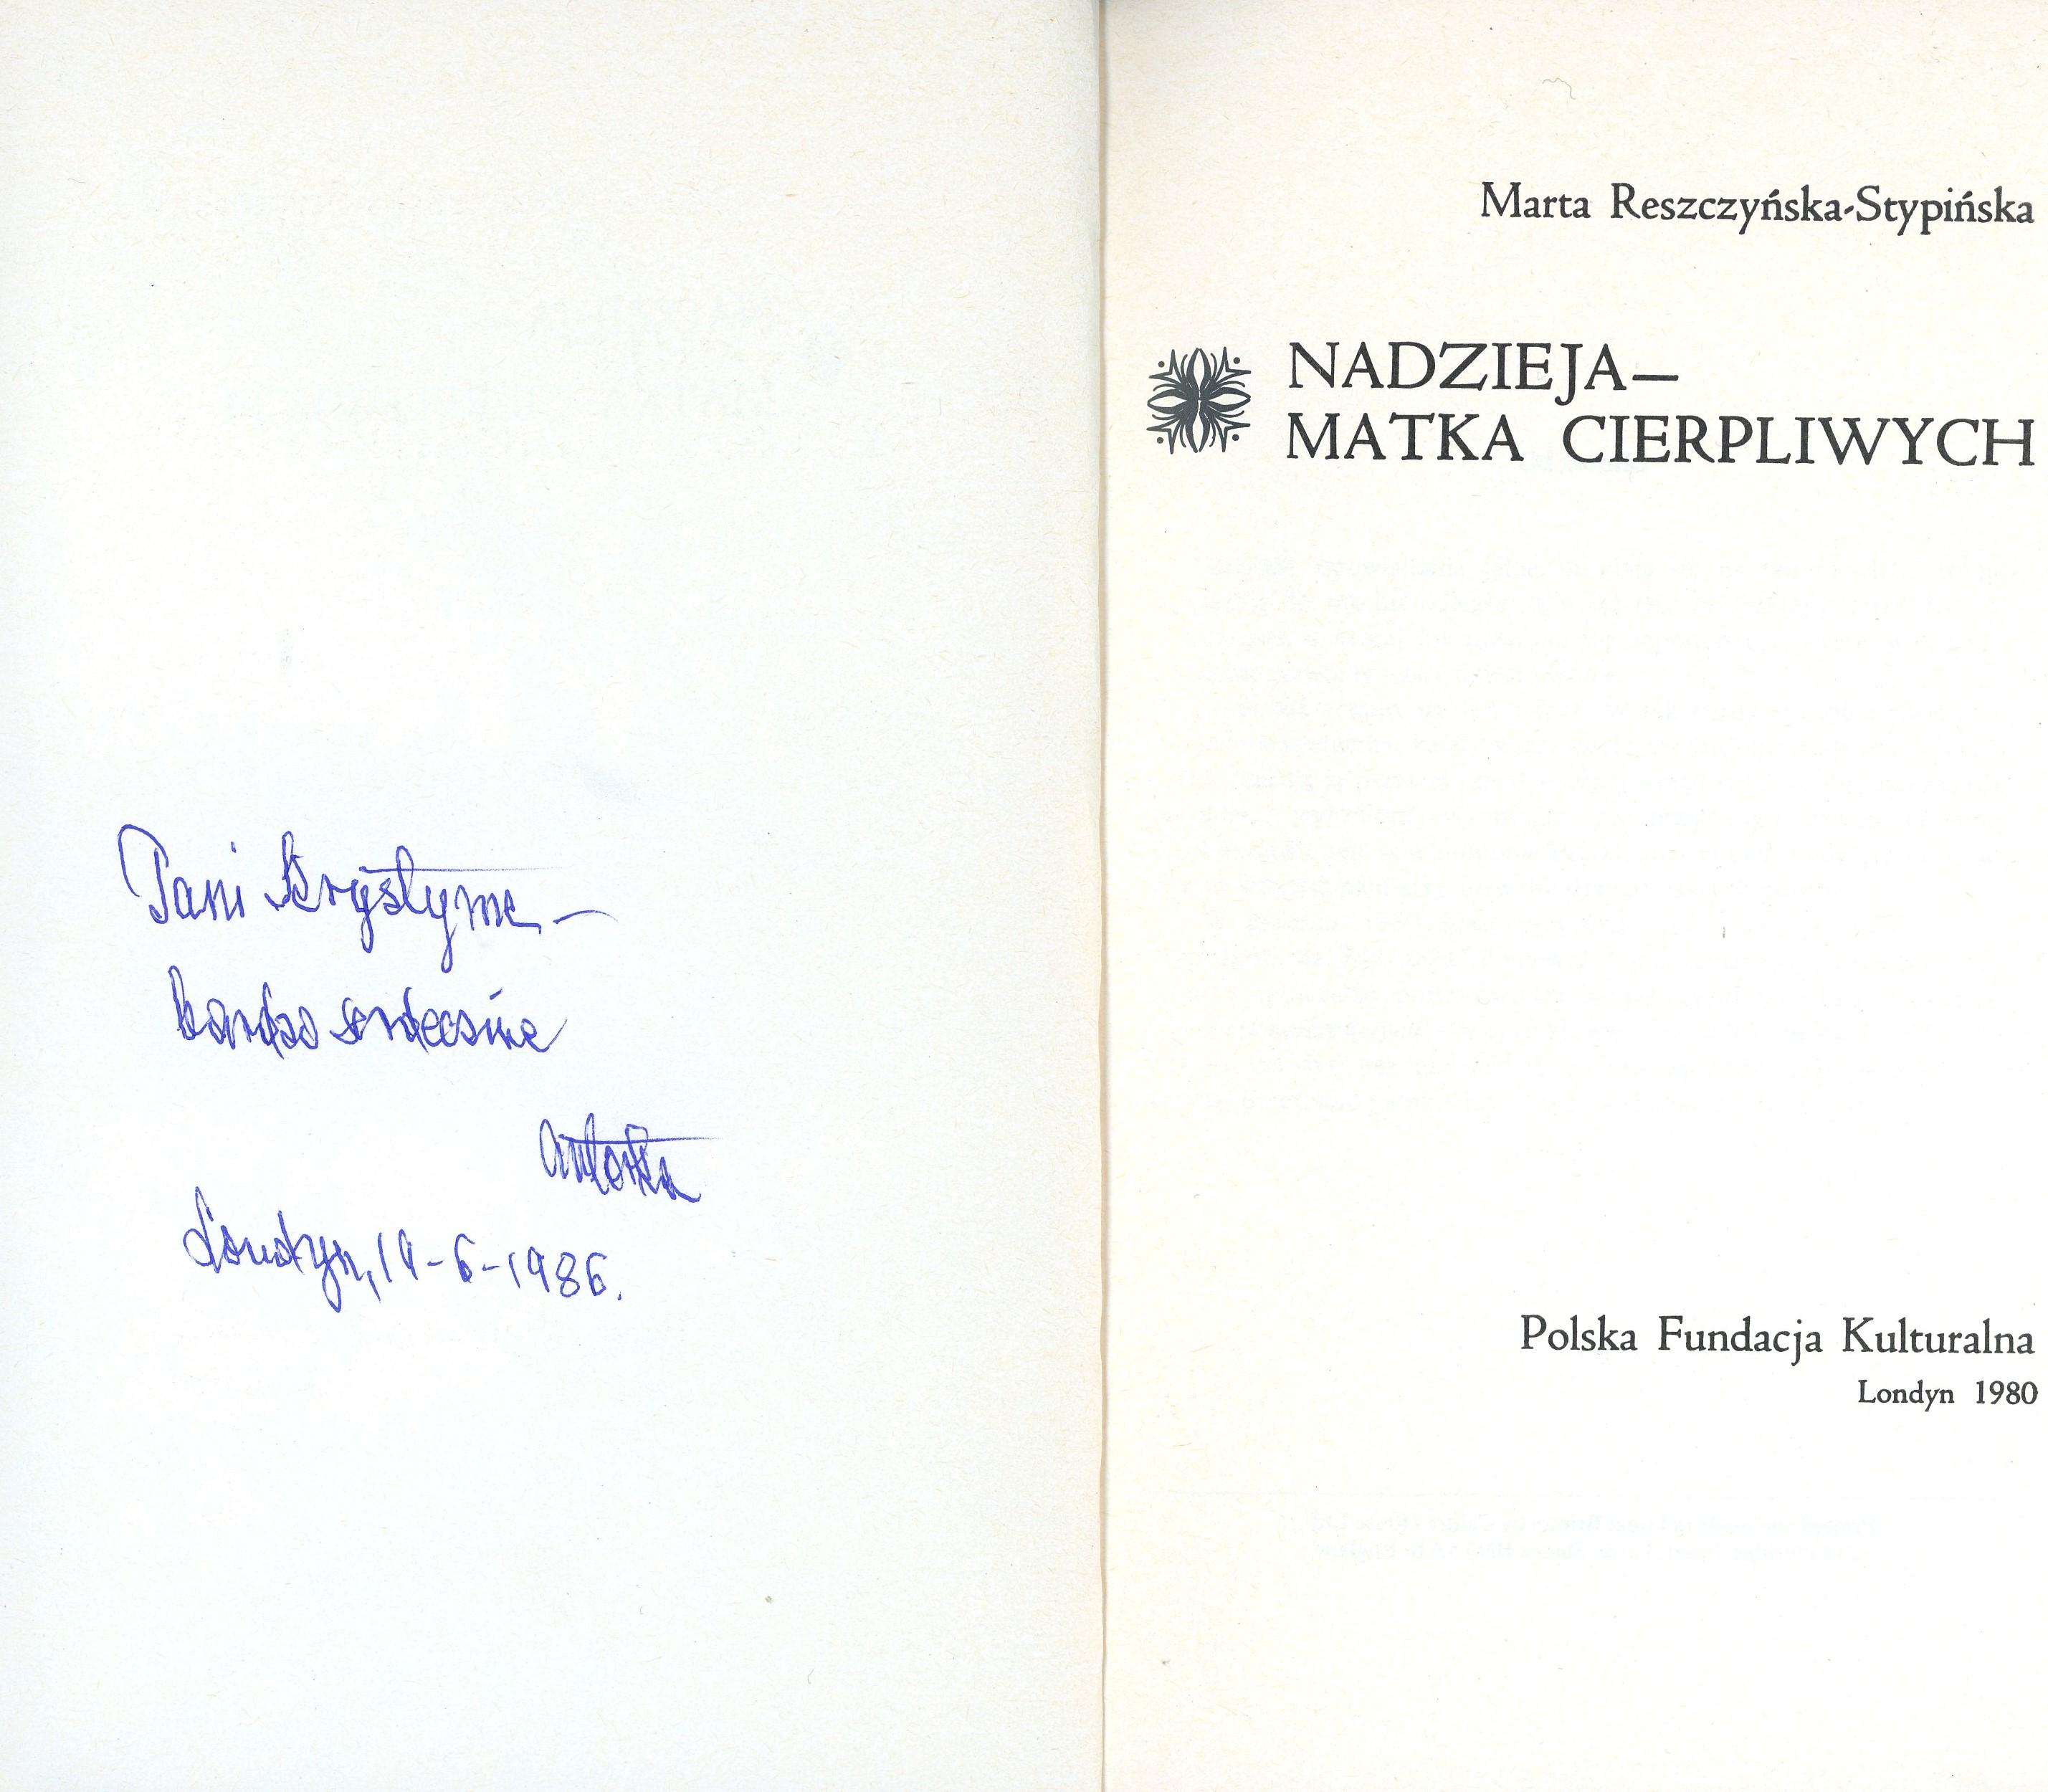 Pani Krystynie –
bardzo serdecznie
autorka
Londyn, 14-6-1986.
Marta Reszczyńska-Stypińska
NADZIEJA—
MATKA CIERPLIWYCH
Polska Fundacja Kulturalna
Londyn 1980